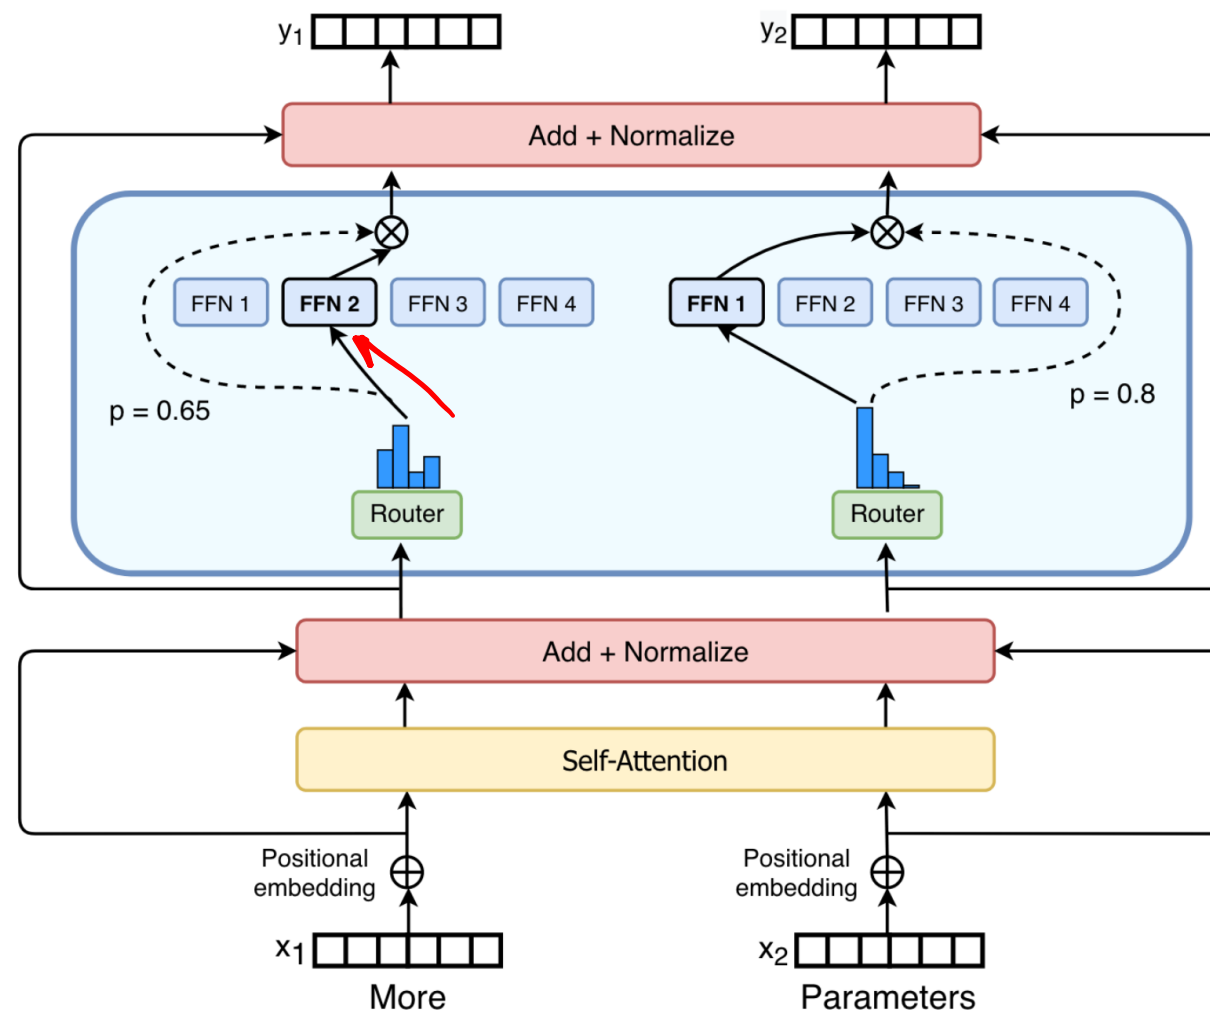 y1
y2
Add + Normalize
FFN 1
FFN 2
FFN 3
FFN 4
FFN 1
FFN 2
FFN 3
FFN 4
p = 0.65
p = 0.8
Router
Router
Add + Normalize
Self-Attention
Positional
embedding
Positional
embedding
x1
x2
More
Parameters